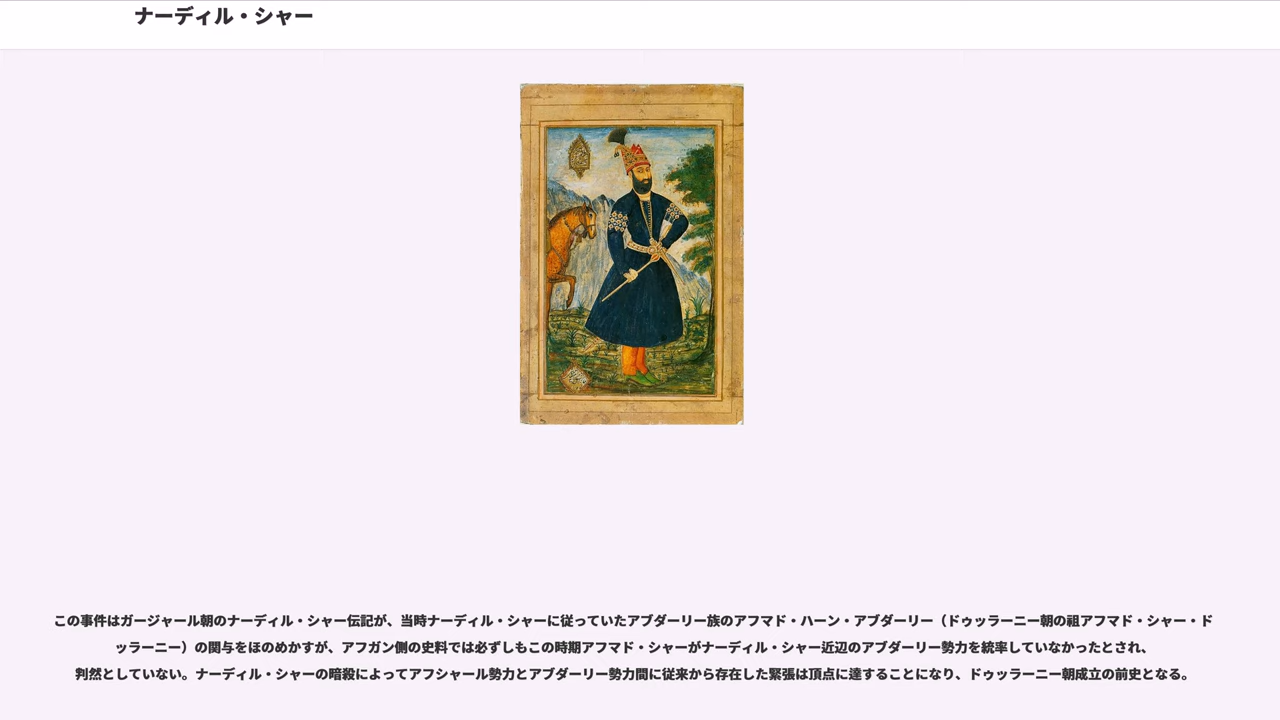 ナーディル・シャー
この事件はガージャール朝のナーディル・シャー伝記が、当時ナーディル・シャーに従っていたアブダーリー族のアフマド・ハーン・アブダーリー（ドゥッラーニー朝の祖アフマド・シャー・ド
ゥラーニー）の関与をほのめかすが、アフガン側の史料では必ずしもこの時期アフマド・シャーがナーディル・シャー近辺のアブダーリー勢力を統率していなかったとされ、
判然としていない。ナーディル・シャーの暗殺によってアフシャール勢力とアブダーリー勢力間に従来から存在した緊張は頂点に達することになり、ドゥッラーニー朝成立の前史となる。